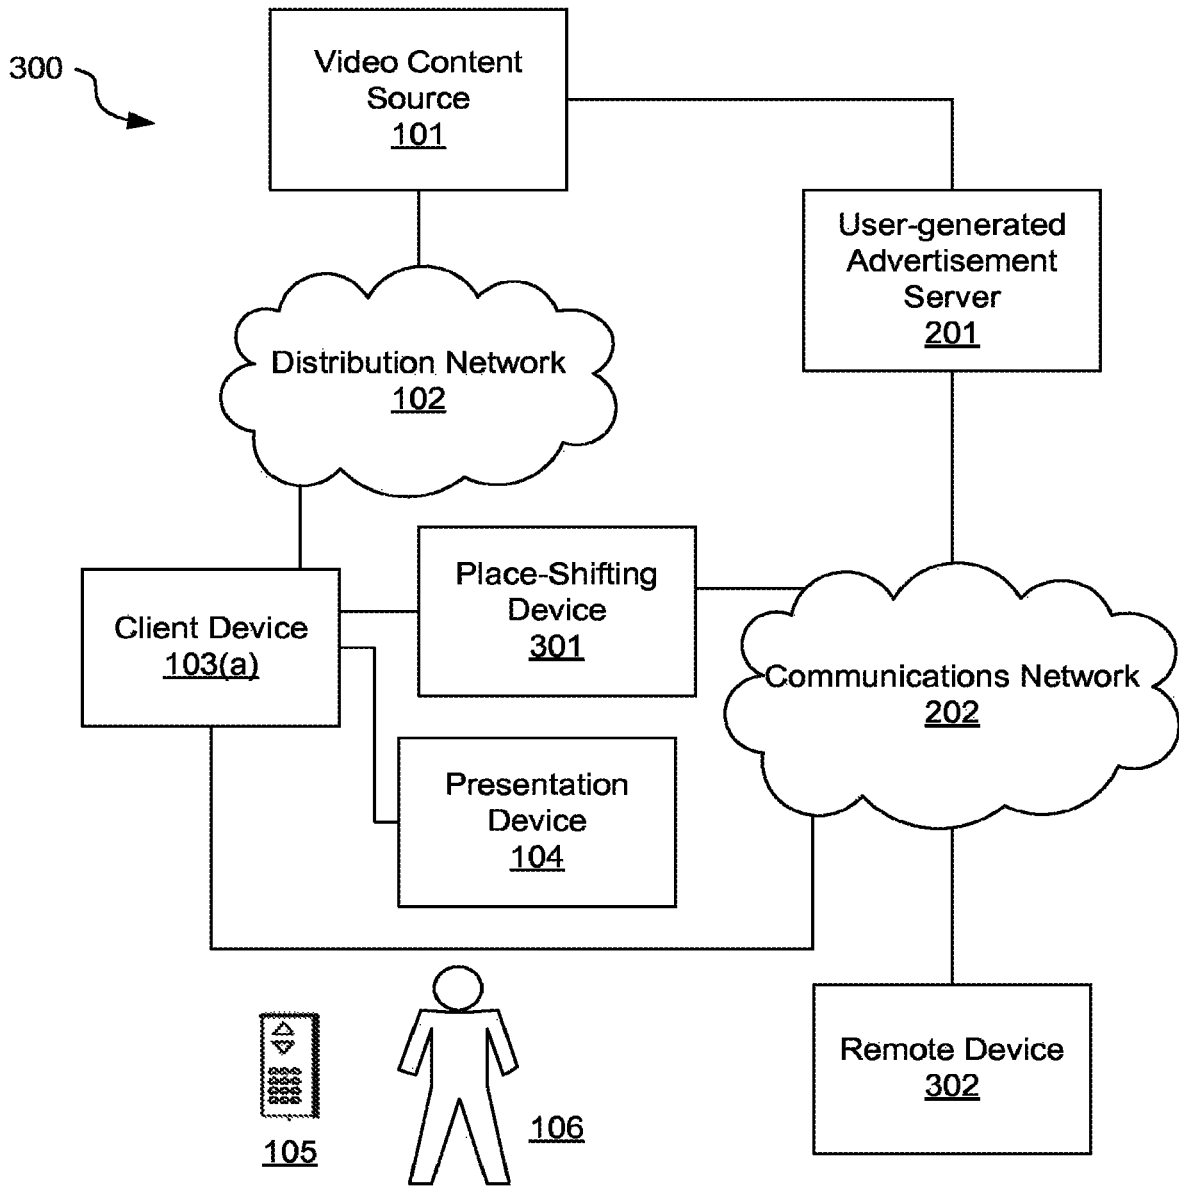 300
Video Content
Source
101
User-generated
Advertisement
Server
201
Distribution Network
102
Place-Shifting
Device
301
Client Device
103(a)
Communications Network
202
Presentation
Device
104
Remote Device
302
105
106